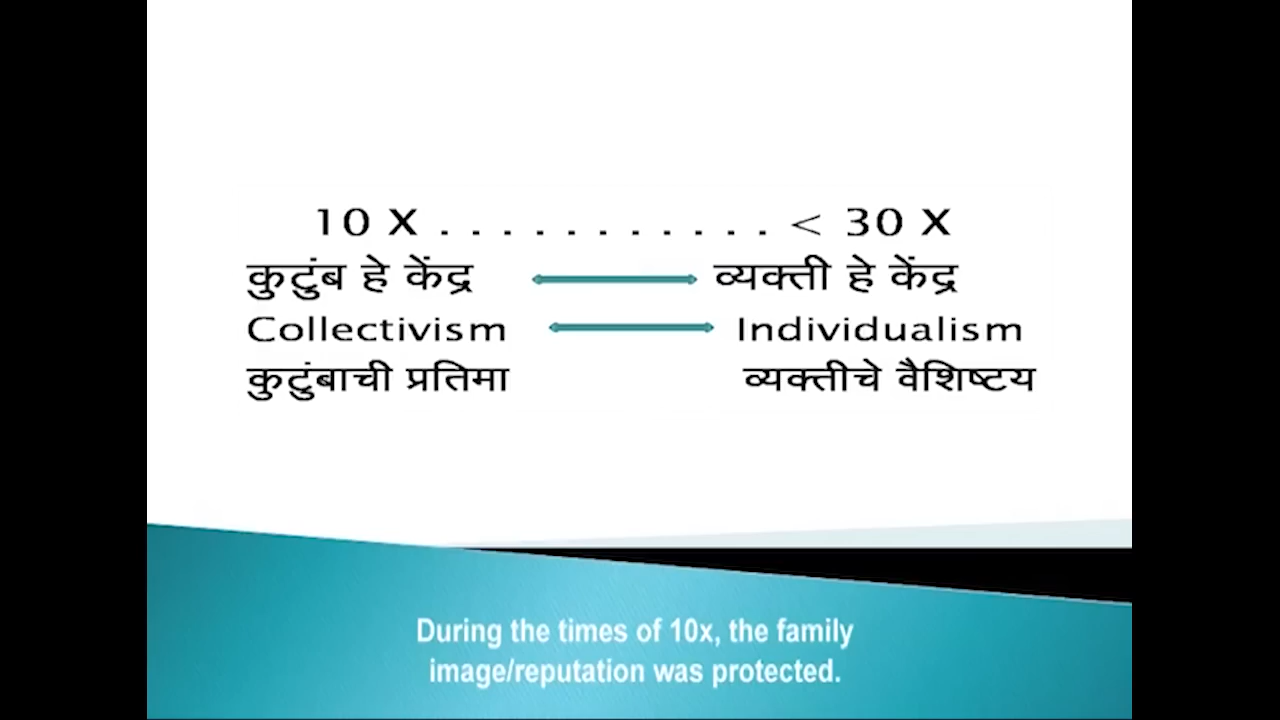 10 X . . . . . . . . . . . < 30 X
कुटुंब हे केंद्र व्यक्ती हे केंद्र
Collectivism Individualism
कुटुंबाची प्रतिमा व्यक्तीचे वैशिष्टय
During the times of 10x, the family
image/reputation was protected.